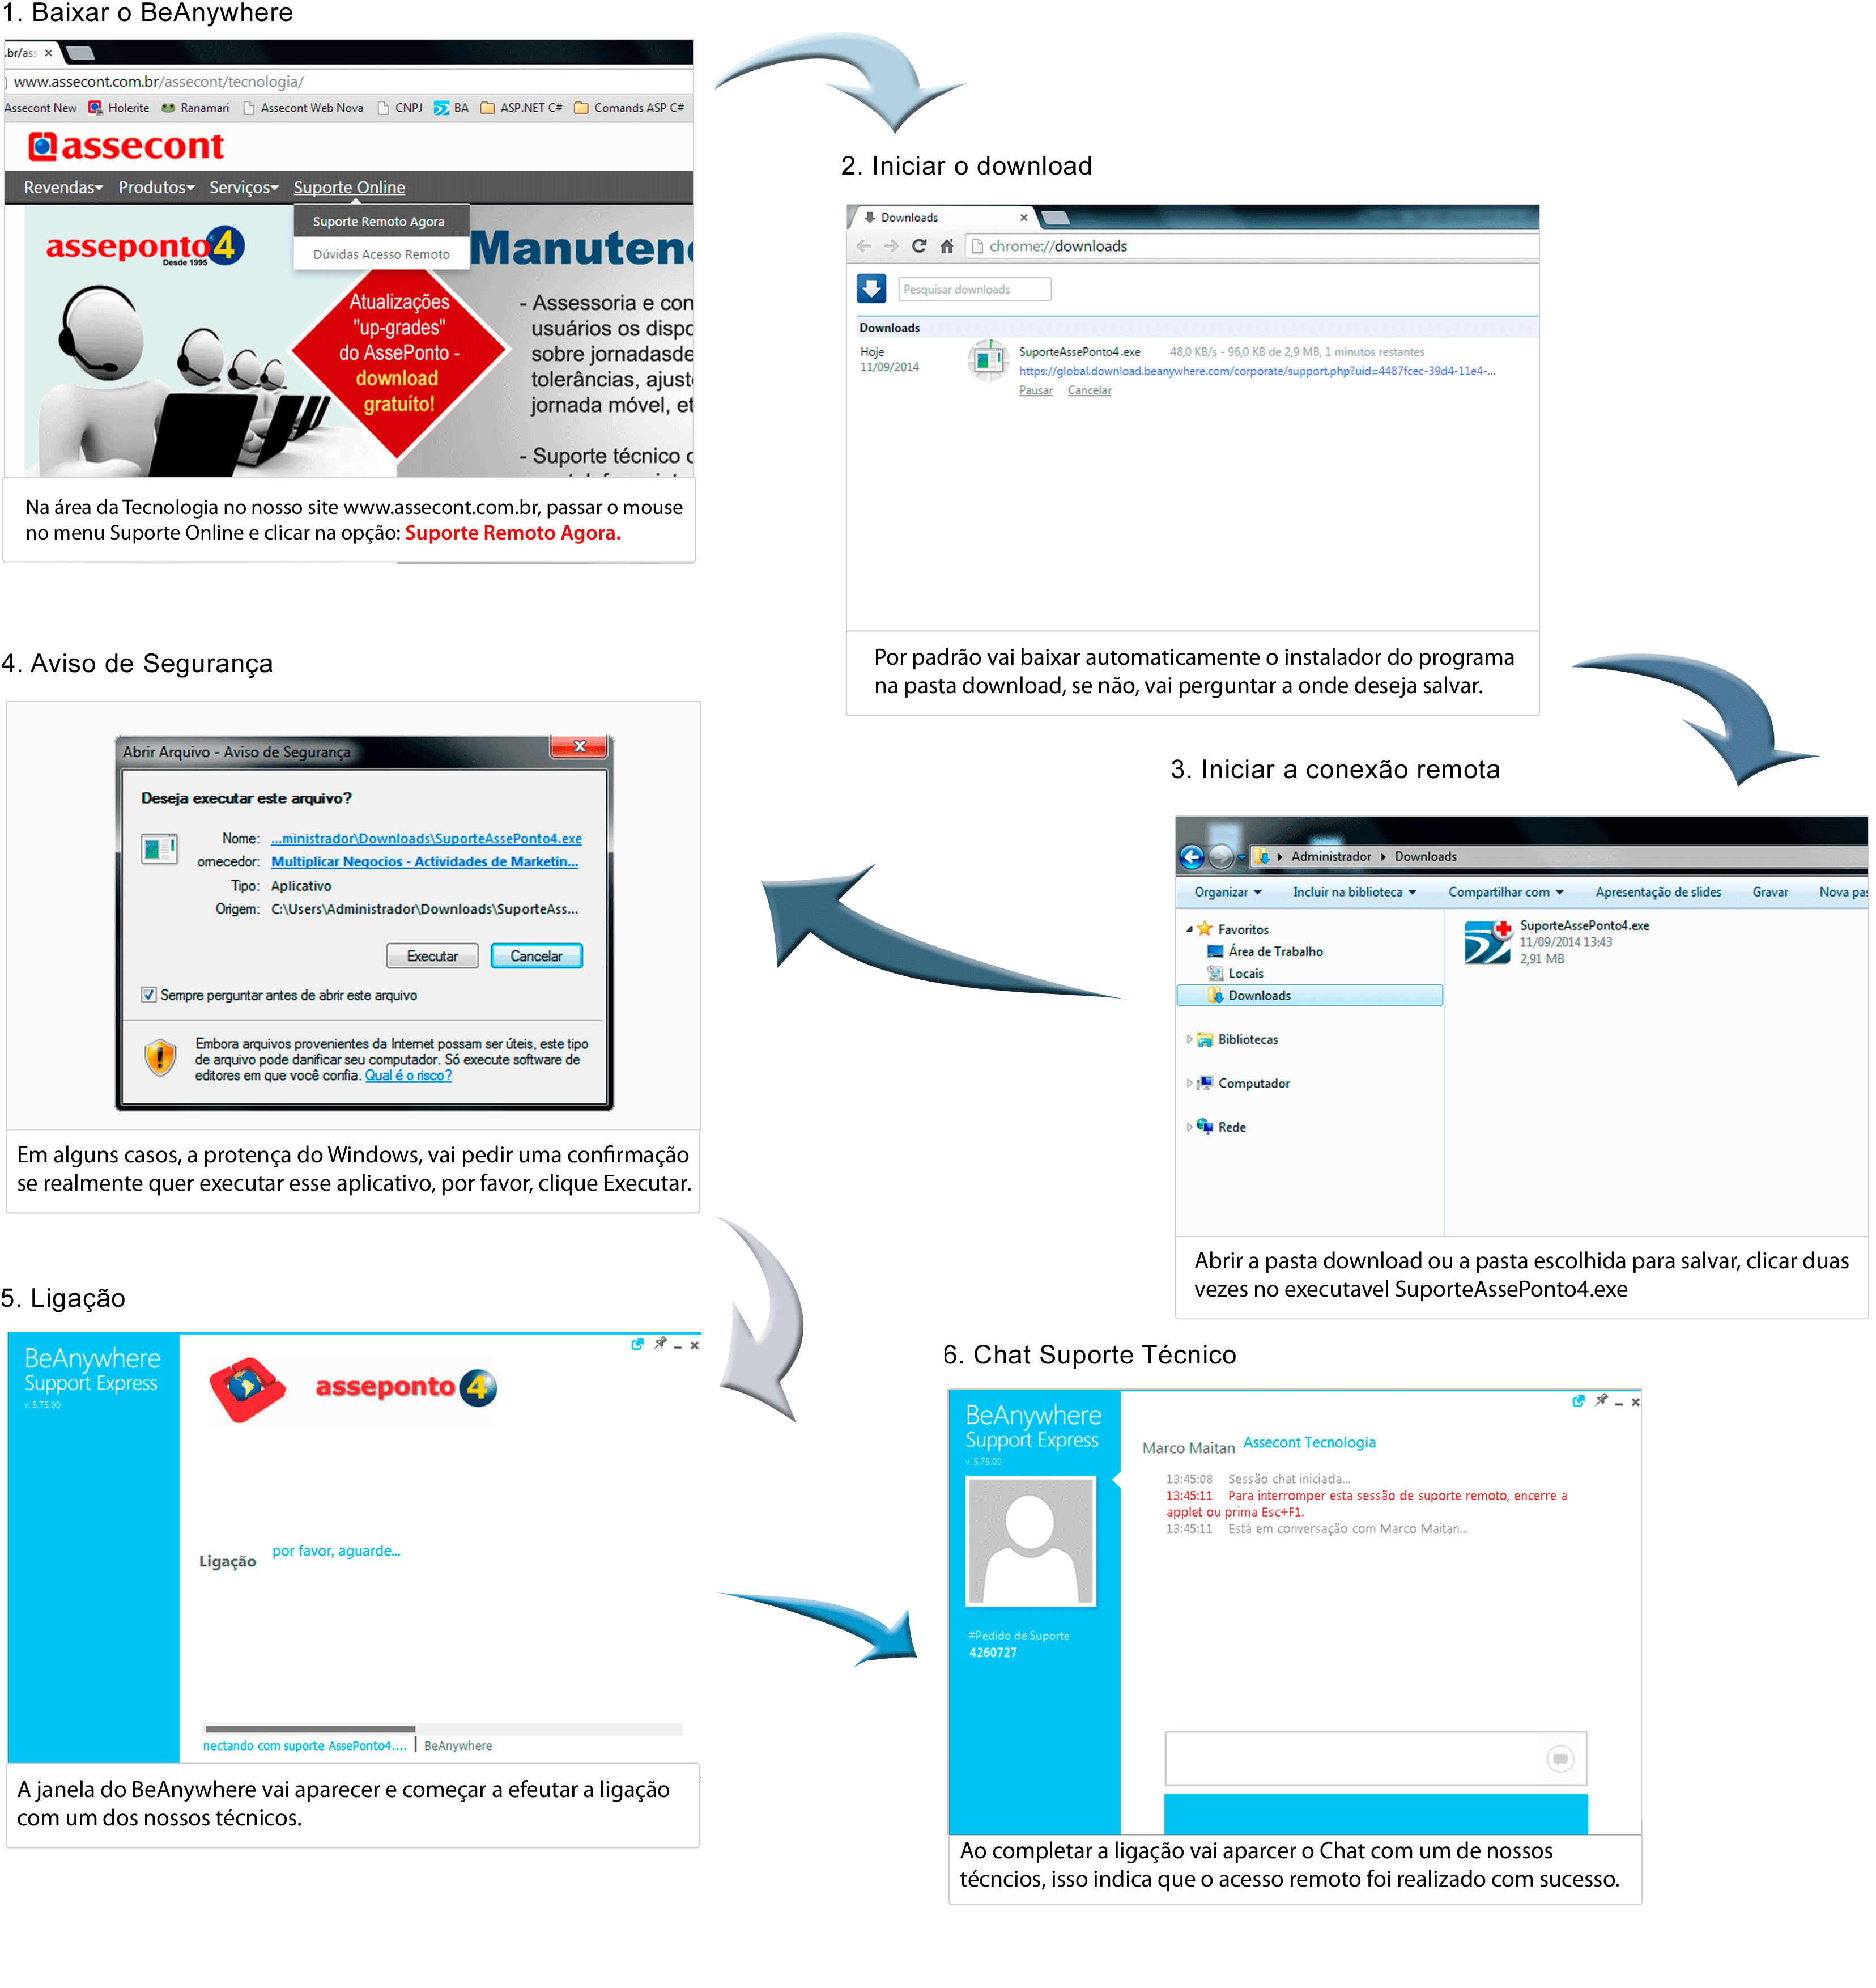 1. Baixar o BeAnywhere
.br/ass ×
www.assecont.com.br/assecont/tecnologia/
Assecont New Holerite Ranamari Assecont Web Nova CNPJ BA ASP.NET C# Comands ASP C#
assecont
Revendas Produtos Serviços Suporte Online
Suporte Remoto Agora
Dúvidas Acesso Remoto
asseponto4
Desde 1995
Manuten
Atualizações
"up-grades"
do AssePonto -
download
gratuíto!
- Assessoria e con
usuários os dispo
sobre jornadasde
tolerâncias, ajust
jornada móvel, et
- Suporte técnico
Na área da Tecnologia no nosso site www.assecont.com.br, passar o mouse
no menu Suporte Online e clicar na opção: Suporte Remoto Agora.
2. Iniciar o download
Downloads ×
chrome://downloads
Pesquisar downloads
Downloads
Hoje
11/09/2014
SuporteAssePonto4.exe 48,0 KB/s - 96,0 KB de 2,9 MB, 1 minutos restantes
https://global.download.beanywhere.com/corporate/support.php?uid=4487fcec-39d4-11e4-...
Pausar Cancelar
Por padrão vai baixar automaticamente o instalador do programa
na pasta download, se não, vai perguntar a onde deseja salvar.
3. Iniciar a conexão remota
Administrador Downloads
Organizar Incluir na biblioteca Compartilhar com Apresentação de slides Gravar Nova pas
Favoritos
Área de Trabalho
Locais
Downloads
Bibliotecas
Computador
Rede
SuporteAssePonto4.exe
11/09/2014 13:43
2,91 MB
Abrir a pasta download ou a pasta escolhida para salvar, clicar duas
vezes no executavel SuporteAssePonto4.exe
4. Aviso de Segurança
Abrir Arquivo - Aviso de Segurança
Deseja executar este arquivo?
Nome: ...ministrador\Downloads\SuporteAssePonto4.exe
omecedor: Multiplicar Negocios - Actividades de Marketin...
Tipo: Aplicativo
Origem: C:\Users\Administrador\Downloads\SuporteAss...
Executar Cancelar
Sempre perguntar antes de abrir este arquivo
Embora arquivos provenientes da Internet possam ser úteis, este tipo
de arquivo pode danificar seu computador. Só execute software de
editores em que você confia. Qual é o risco?
Em alguns casos, a protença do Windows, vai pedir uma confirmação
se realmente quer executar esse aplicativo, por favor, clique Executar.
5. Ligação
BeAnywhere
Support Express
v. 5.75.00
asseponto4
Ligação por favor, aguarde...
nectando com suporte AssePonto4.... | BeAnywhere
A janela do BeAnywhere vai aparecer e começar a efeutar a ligação
com um dos nossos técnicos.
6. Chat Suporte Técnico
BeAnywhere
Support Express
v. 5.75.00
#Pedido de Suporte
4260727
Marco Maitan Assecont Tecnologia
13:45:08 Sessão chat iniciada...
13:45:11 Para interromper esta sessão de suporte remoto, encerre a
applet ou prima Esc+F1.
13:45:11 Está em conversação com Marco Maitan...
Ao completar a ligação vai aparcer o Chat com um de nossos
técncios, isso indica que o acesso remoto foi realizado com sucesso.